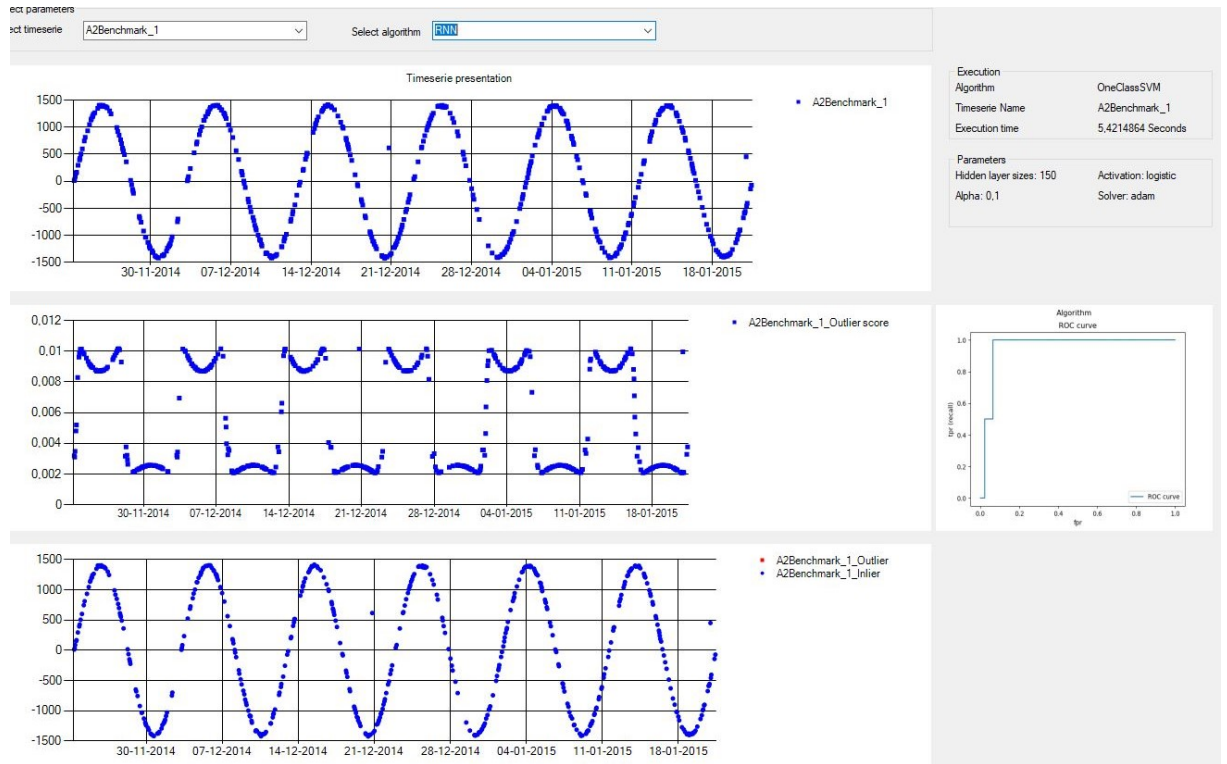 ect parameters
ect timeserie A2Benchmark_1 Select algorithm RNN
Timeserie presentation
1500
1000
500
0
-500
-1000
-1500
30-11-2014 07-12-2014 14-12-2014 21-12-2014 28-12-2014 04-01-2015 11-01-2015 18-01-2015
A2Benchmark_1
Execution
Algorithm OneClassSVM
Timeserie Name A2Benchmark_1
Execution time 5,4214864 Seconds
Parameters
Hidden layer sizes: 150 Activation: logistic
Alpha: 0,1 Solver: adam
0,012
0,01
0,008
0,006
0,004
0,002
0
30-11-2014 07-12-2014 14-12-2014 21-12-2014 28-12-2014 04-01-2015 11-01-2015 18-01-2015
A2Benchmark_1_Outlier score
Algorithm
ROC curve
1.0
0.8
0.6
0.4
0.2
0.0
tpr (recall)
0.0 0.2 0.4 0.6 0.8 1.0
fpr
ROC curve
1500
1000
500
0
-500
-1000
-1500
30-11-2014 07-12-2014 14-12-2014 21-12-2014 28-12-2014 04-01-2015 11-01-2015 18-01-2015
A2Benchmark_1_Outlier
A2Benchmark_1_Inlier